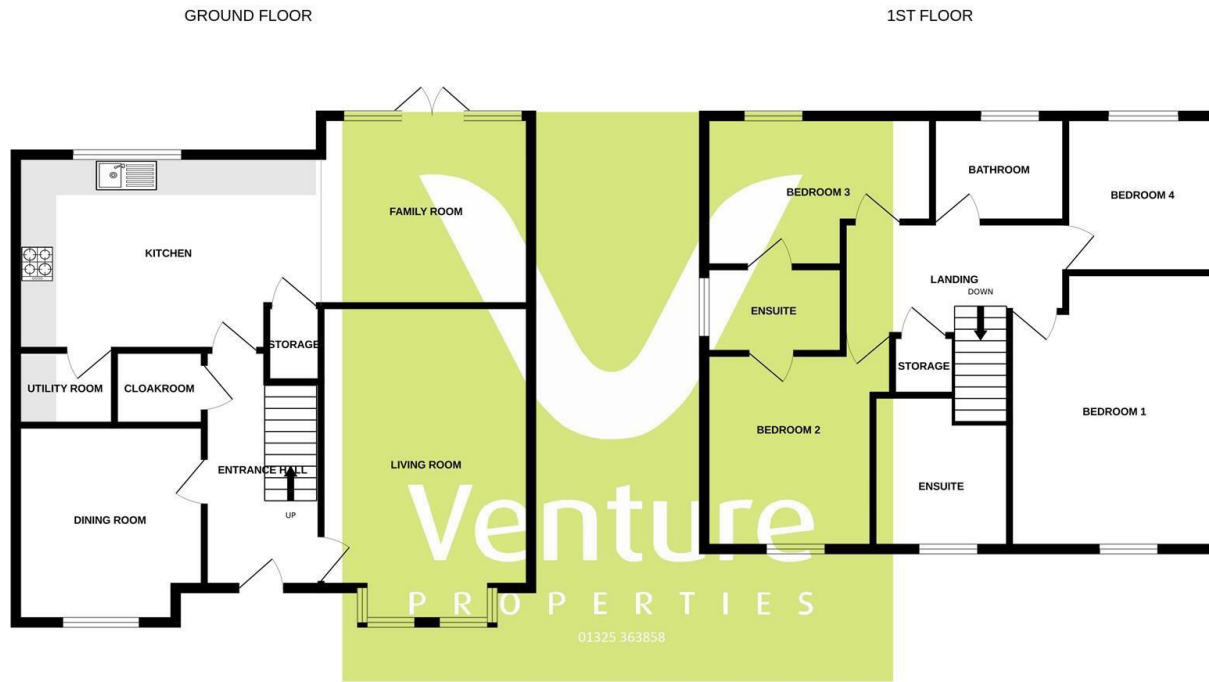 GROUND FLOOR
1ST FLOOR
KITCHEN
FAMILY ROOM
STORAGE
UTILITY ROOM
CLOAKROOM
ENTRANCE HALL
LIVING ROOM
DINING ROOM
UP
BEDROOM 3
BATHROOM
BEDROOM 4
LANDING
DOWN
ENSUITE
STORAGE
BEDROOM 2
BEDROOM 1
ENSUITE
Venture
PROPERTIES
01325 363858